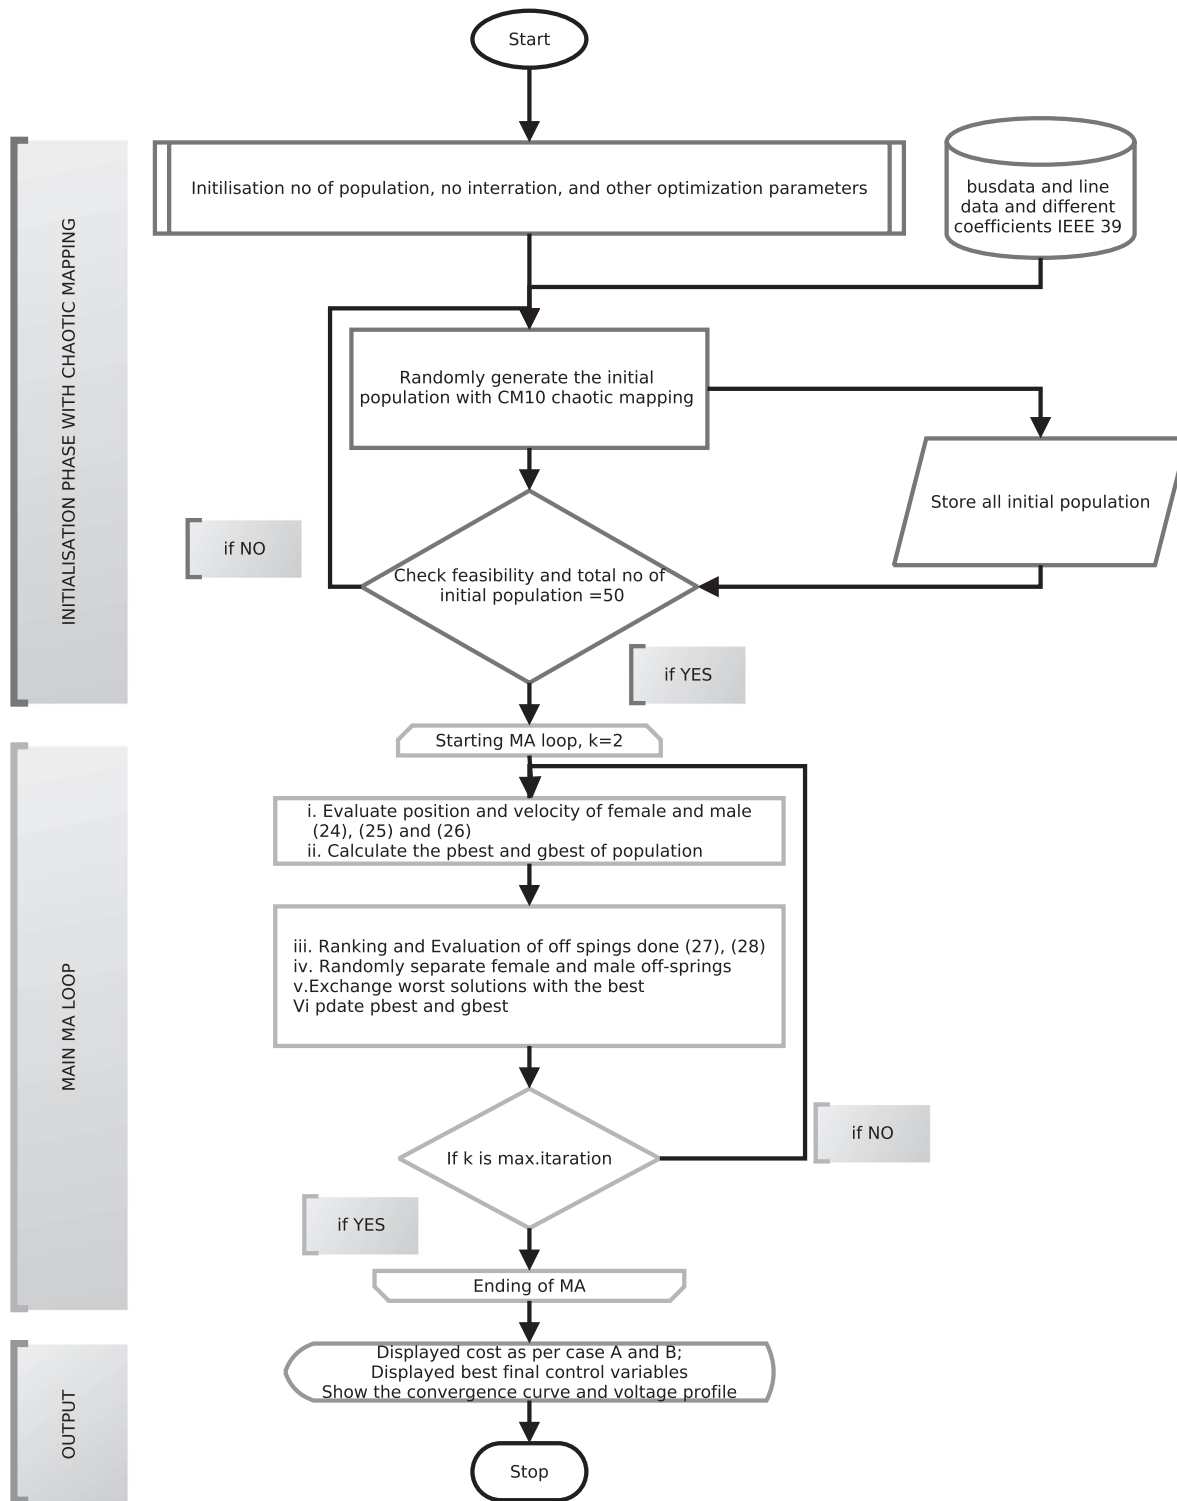 Start
INITIALISATION PHASE WITH CHAOTIC MAPPING
Initilisation no of population, no interration, and other optimization parameters
busdata and line
data and different
coefficients IEEE 39
Randomly generate the initial
population with CM10 chaotic mapping
Store all initial population
if NO
Check feasibility and total no of
initial population =50
if YES
MAIN MA LOOP
Starting MA loop, k=2
i. Evaluate position and velocity of female and male
(24), (25) and (26)
ii. Calculate the pbest and gbest of population
iii. Ranking and Evaluation of off spings done (27), (28)
iv. Randomly separate female and male off-springs
v.Exchange worst solutions with the best
Vi pdate pbest and gbest
If k is max.itaration
if NO
if YES
Ending of MA
OUTPUT
Displayed cost as per case A and B;
Displayed best final control variables
Show the convergence curve and voltage profile
Stop